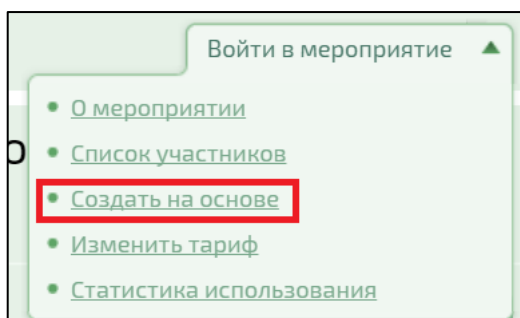 Войти в мероприятие
О мероприятии
Список участников
Создать на основе
Изменить тариф
Статистика использования